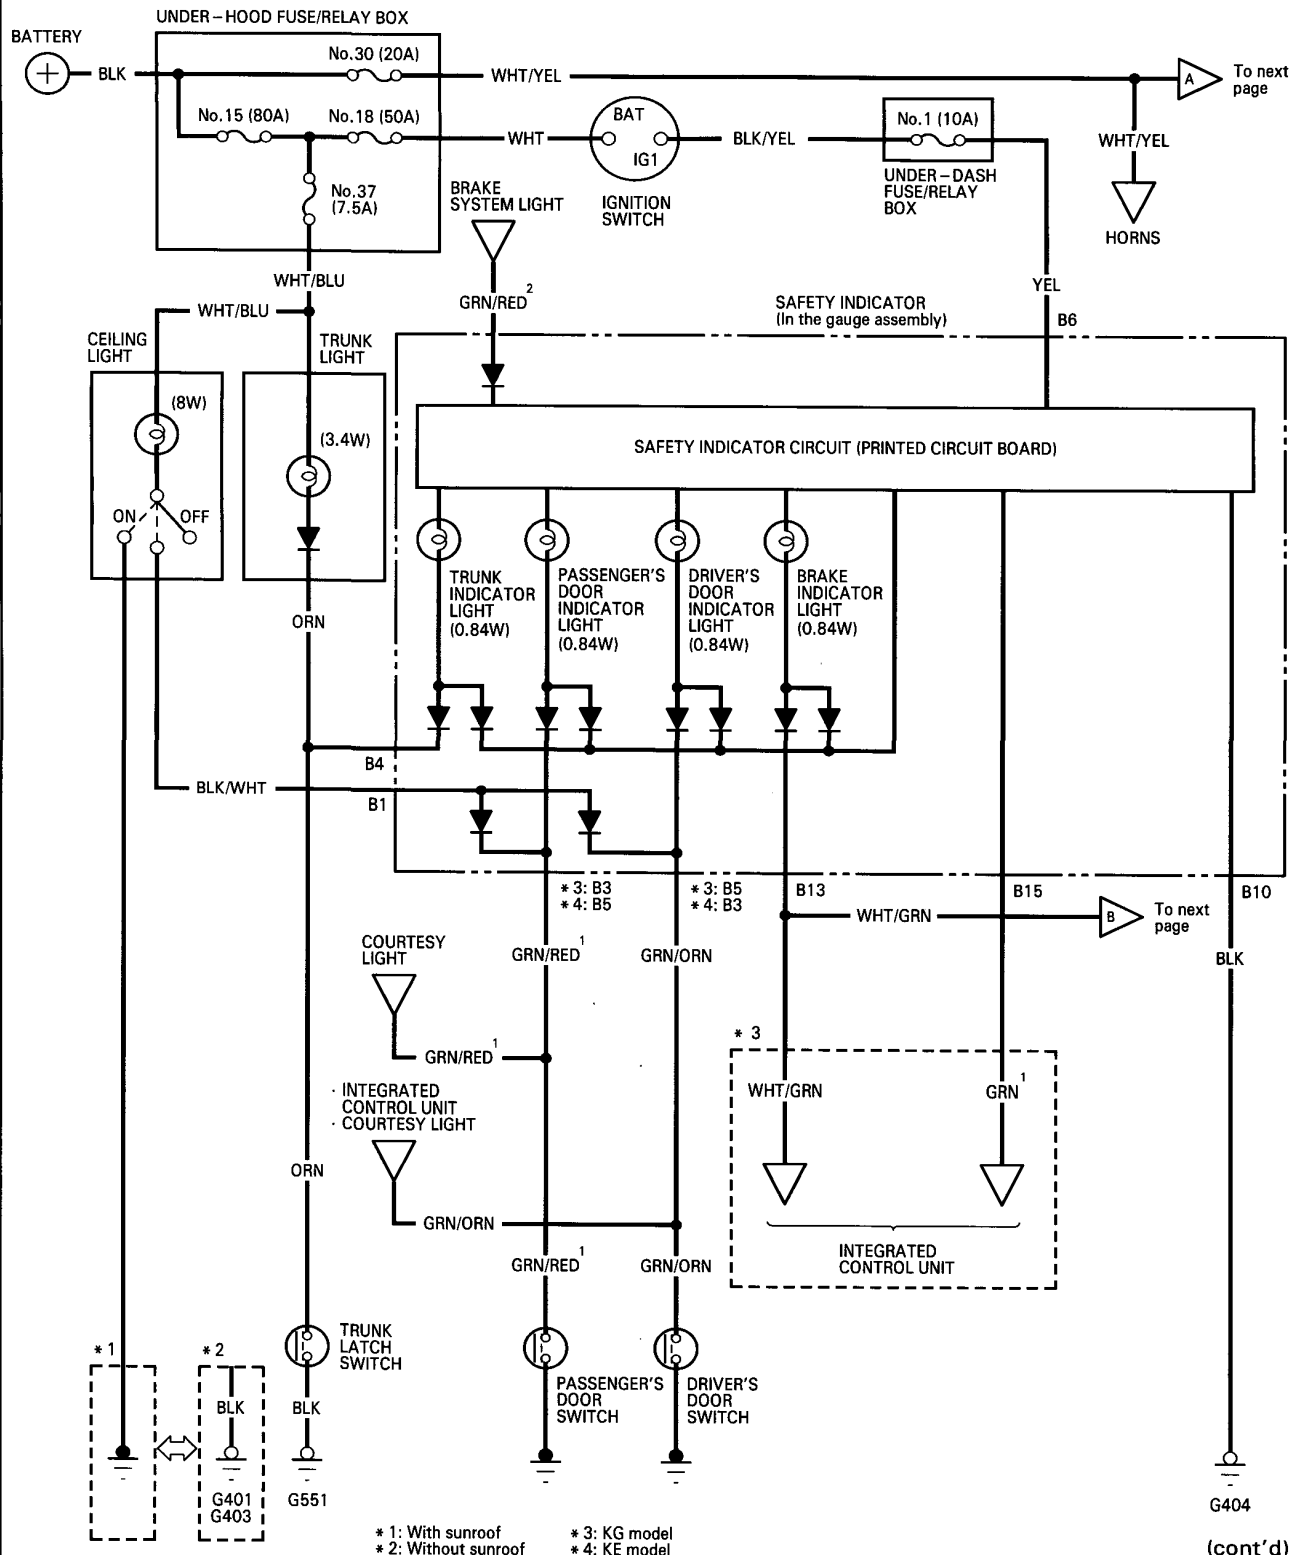 UNDER-HOOD FUSE/RELAY BOX
BATTERY
BLK
No.30 (20A)
WHT/YEL
A
To next
page
No.15 (80A)
No.18 (50A)
WHT
BAT
IG1
IGNITION
SWITCH
BLK/YEL
No.1 (10A)
UNDER-DASH
FUSE/RELAY
BOX
WHT/YEL
HORNS
No.37
(7.5A)
BRAKE
SYSTEM LIGHT
WHT/BLU
WHT/BLU
GRN/RED2
YEL
SAFETY INDICATOR
(In the gauge assembly)
B6
CEILING
LIGHT
TRUNK
LIGHT
(8W)
(3.4W)
ON
OFF
SAFETY INDICATOR CIRCUIT (PRINTED CIRCUIT BOARD)
TRUNK
INDICATOR
LIGHT
(0.84W)
PASSENGER'S
DOOR
INDICATOR
LIGHT
(0.84W)
DRIVER'S
DOOR
INDICATOR
LIGHT
(0.84W)
BRAKE
INDICATOR
LIGHT
(0.84W)
ORN
B4
BLK/WHT
B1
* 3: B3
* 4: B5
* 3: B5
* 4: B3
B13
B15
B10
WHT/GRN
B
To next
page
COURTESY
LIGHT
GRN/RED1
GRN/ORN
BLK
GRN/RED1
* 3
WHT/GRN
GRN1
· INTEGRATED
CONTROL UNIT
· COURTESY LIGHT
ORN
GRN/ORN
GRN/RED1
GRN/ORN
INTEGRATED
CONTROL UNIT
* 1
* 2
TRUNK
LATCH
SWITCH
BLK
BLK
PASSENGER'S
DOOR
SWITCH
DRIVER'S
DOOR
SWITCH
G401
G403
G551
G404
* 1: With sunroof
* 2: Without sunroof
* 3: KG model
* 4: KE model
(cont'd)